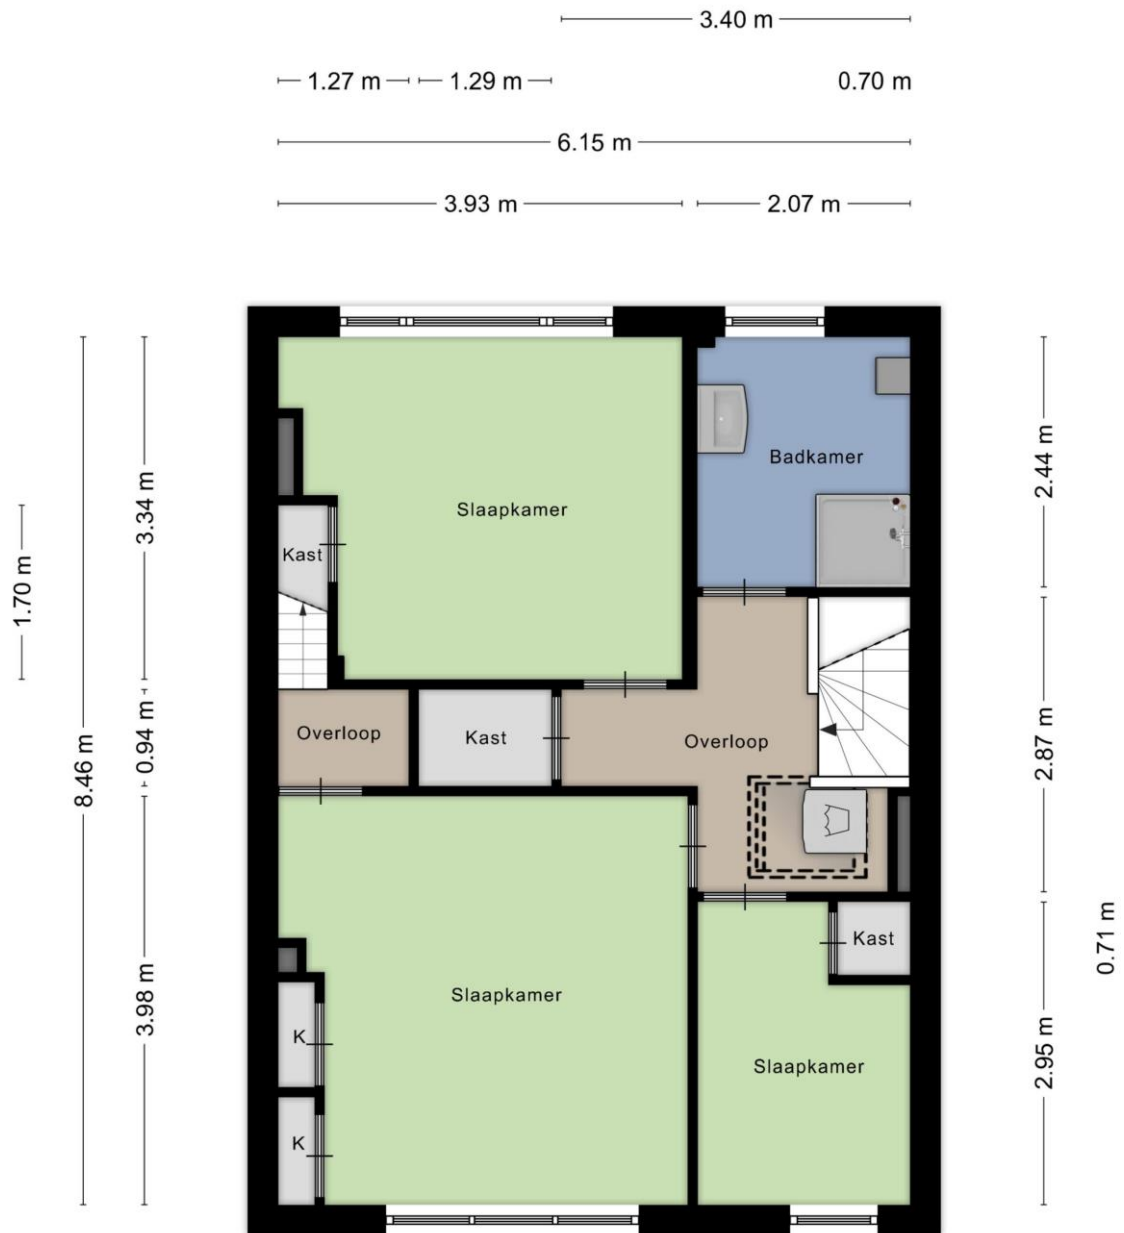 3.40 m
1.27 m 1.29 m 0.70 m
6.15 m
3.93 m 2.07 m
2.44 m
3.34 m
Badkamer
Slaapkamer
Kast
1.70 m
Overloop
Kast
Overloop
0.94 m
2.87 m
8.46 m
Kast
0.71 m
Slaapkamer
3.98 m
K
2.95 m
Slaapkamer
K